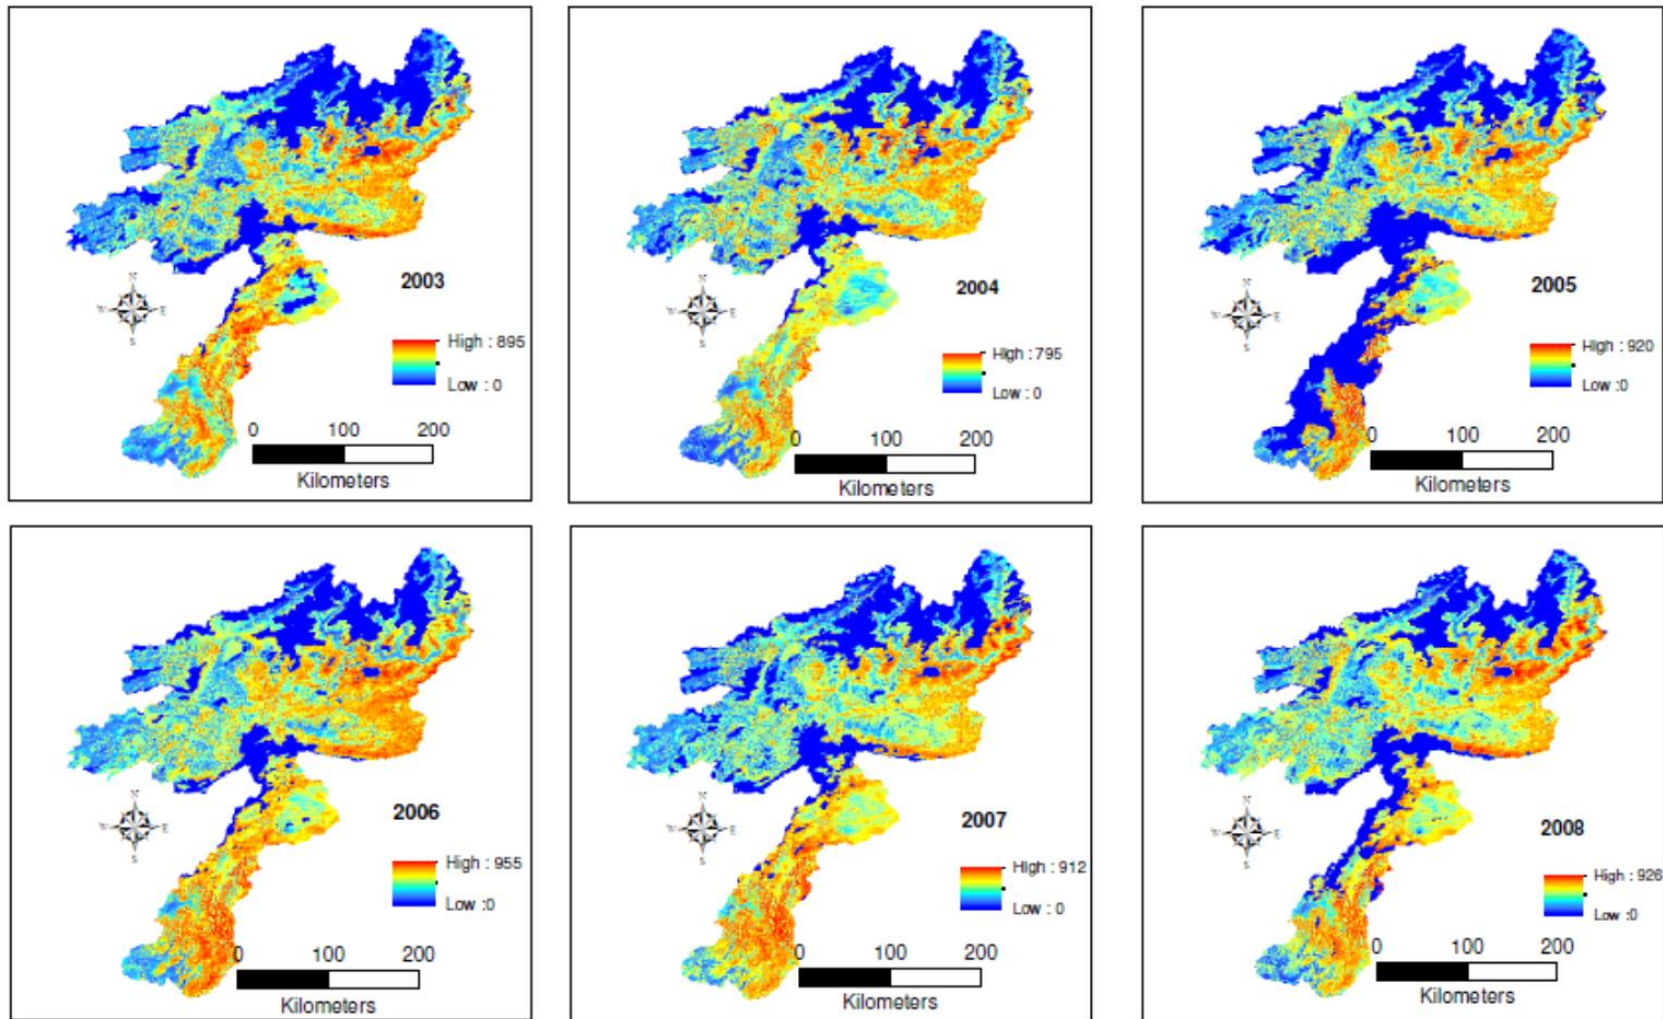 N
W E
S
2003
High : 895
Low : 0
0 100 200
Kilometers
N
W E
S
2004
High : 795
Low : 0
0 100 200
Kilometers
N
W E
S
2005
High : 920
Low :0
0 100 200
Kilometers
N
W E
S
2006
High : 955
Low :0
0 100 200
Kilometers
N
W E
S
2007
High : 912
Low : 0
0 100 200
Kilometers
N
W E
S
2008
High : 926
Low :0
0 100 200
Kilometers